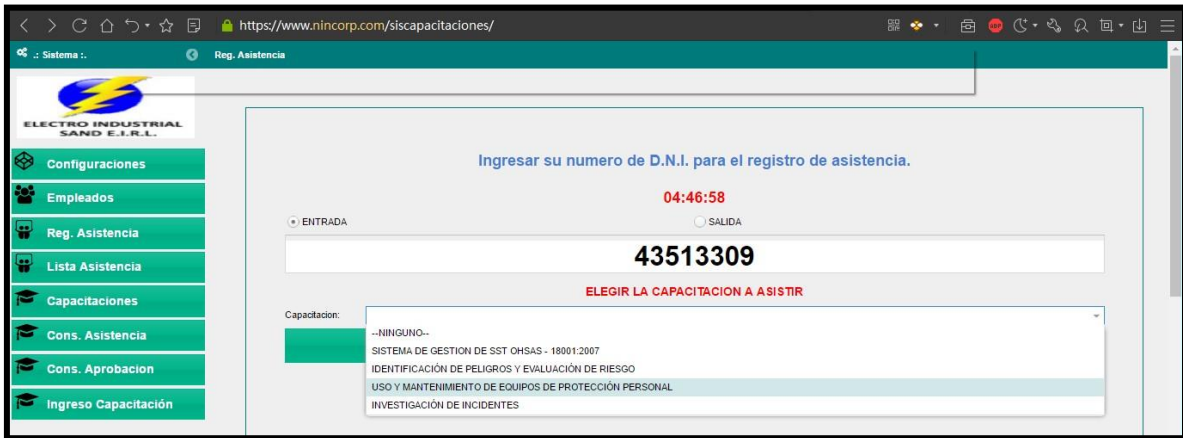 https://www.nincorp.com/siscapacitaciones/
ABP
.: Sistema :.
Reg. Asistencia
ELECTRO INDUSTRIAL
SAND E.I.R.L.
Configuraciones
Empleados
Reg. Asistencia
Lista Asistencia
Capacitaciones
Cons. Asistencia
Cons. Aprobacion
Ingreso Capacitación
Ingresar su numero de D.N.I. para el registro de asistencia.
04:46:58
ENTRADA
SALIDA
43513309
ELEGIR LA CAPACITACION A ASISTIR
Capacitacion:
--NINGUNO--
SISTEMA DE GESTION DE SST OHSAS - 18001:2007
IDENTIFICACIÓN DE PELIGROS Y EVALUACIÓN DE RIESGO
USO Y MANTENIMIENTO DE EQUIPOS DE PROTECCIÓN PERSONAL
INVESTIGACIÓN DE INCIDENTES